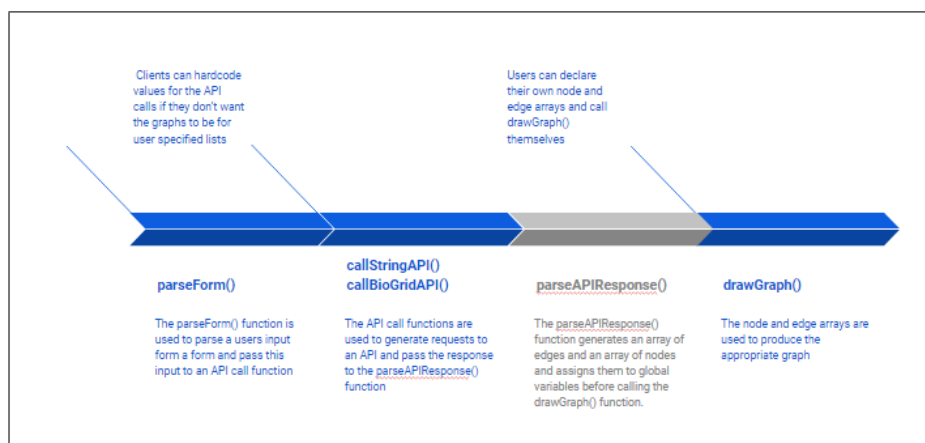 Clients can hardcode
values for the API
calls if they don't want
the graphs to be for
user specified lists
Users can declare
their own node and
edge arrays and call
drawGraph()
themselves
parseForm()
The parseForm() function is
used to parse a users input
form a form and pass this
input to an API call function
callStringAPI()
callBioGridAPI()
The API call functions are
used to generate requests to
an API and pass the response
to the parseAPIResponse()
function
parseAPIResponse()
The parseAPIResponse()
function generates an array of
edges and an array of nodes
and assigns them to global
variables before calling the
drawGraph() function.
drawGraph()
The node and edge arrays are
used to produce the
appropriate graph